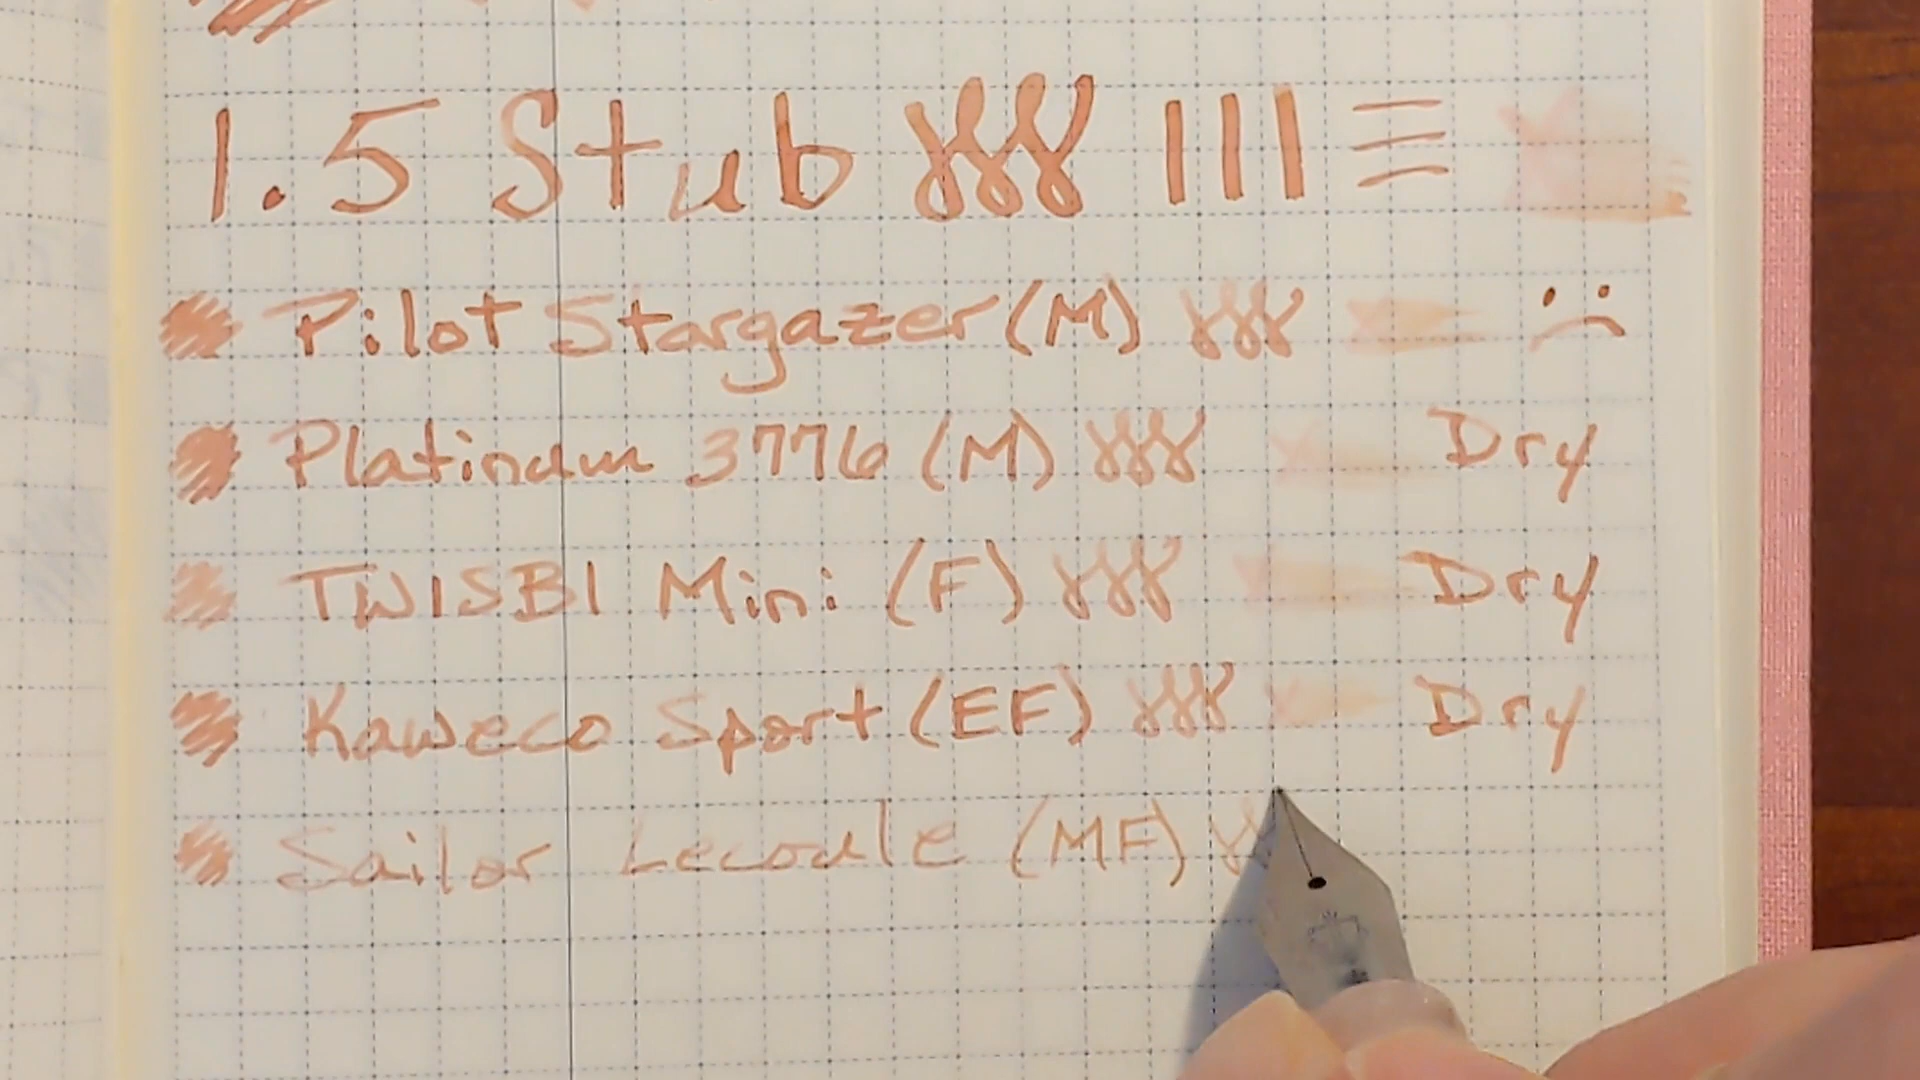 1.5 Stub
Pilot Stargazer (M)
Platinum 3776 (M) Dry
TWISBI Mini (F) Dry
Kaweco Sport (EF) Dry
Sailor Lecoule (MF)